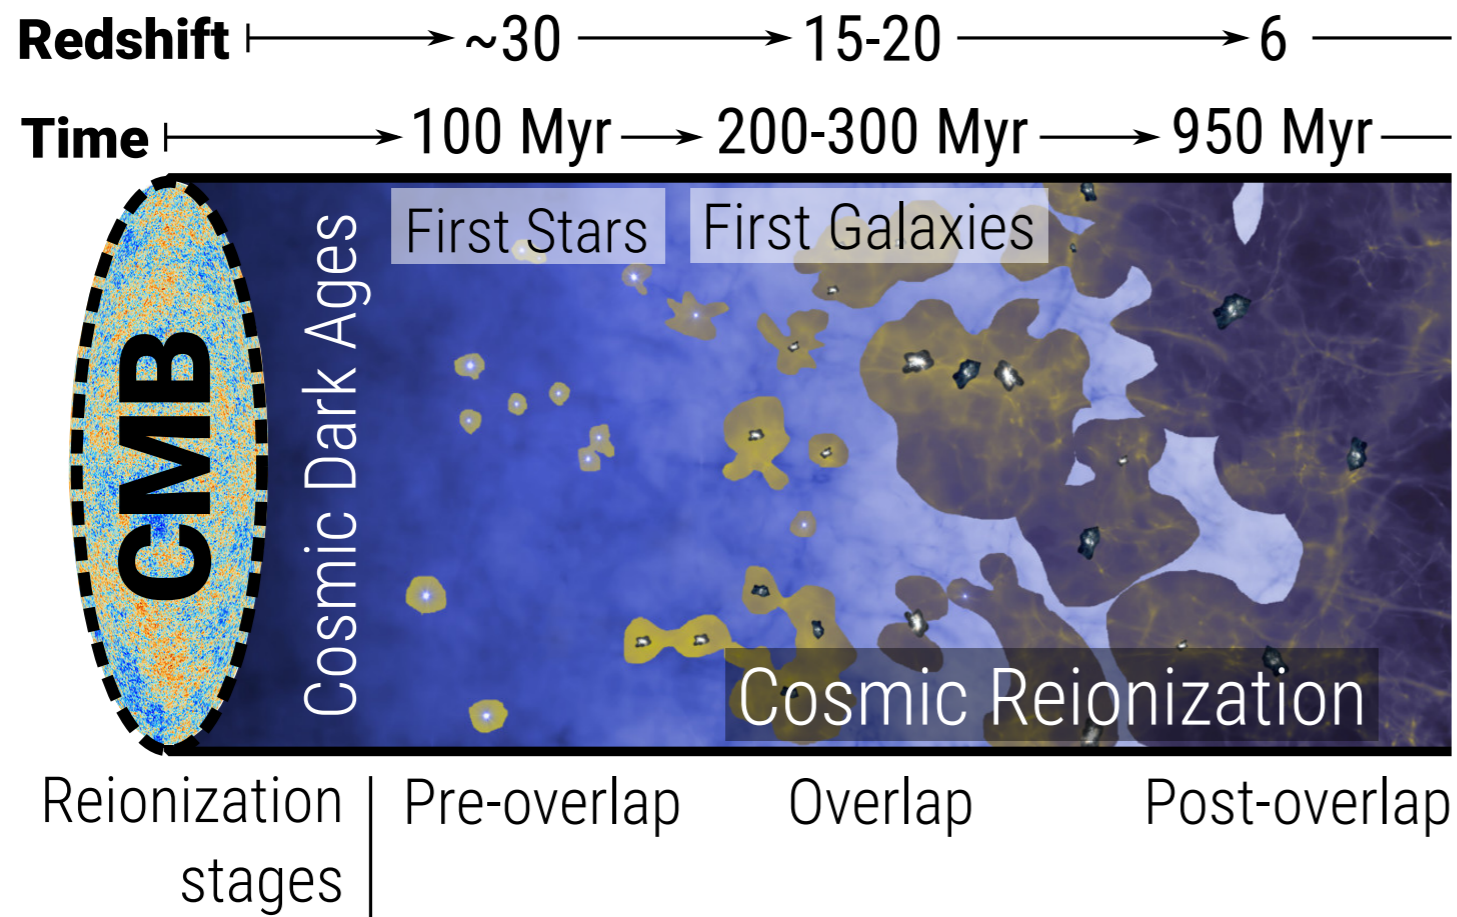 Redshift ~30 15-20 6
Time 100 Myr 200-300 Myr 950 Myr
CMB
Cosmic Dark Ages
First Stars
First Galaxies
Cosmic Reionization
Reionization
stages
Pre-overlap
Overlap
Post-overlap